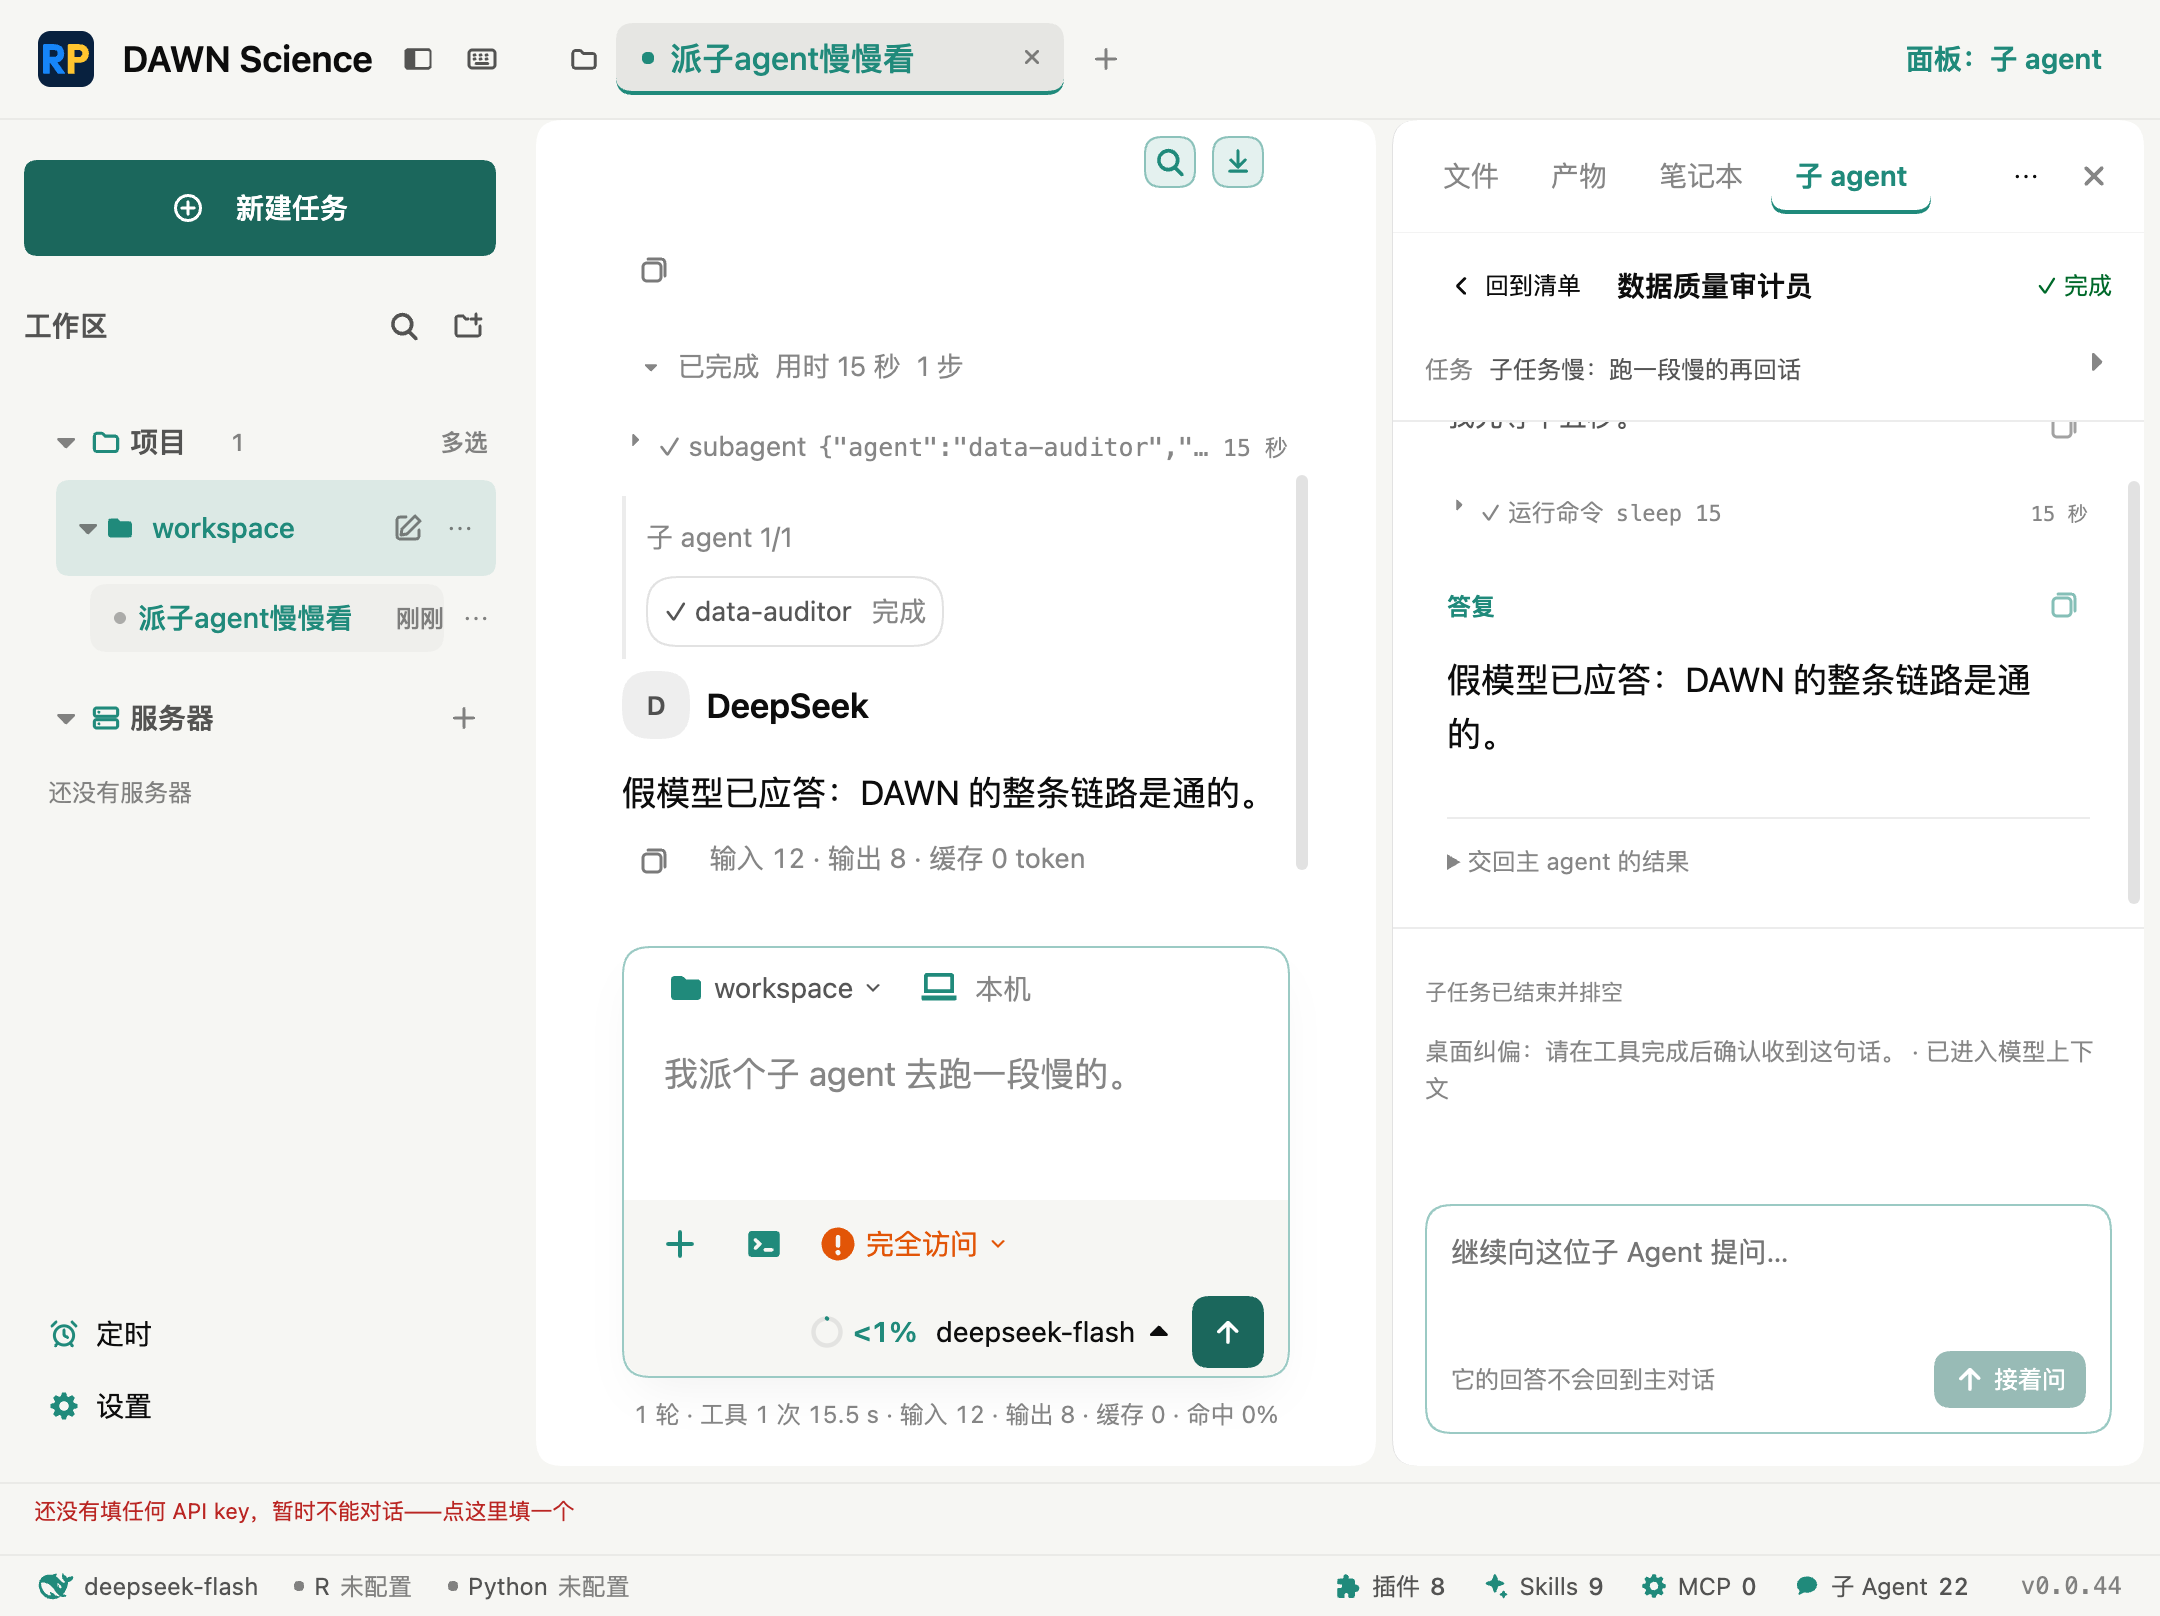 RP DAWN Science
派子agent慢慢看
面板：子 agent
新建任务
工作区
项目 1 多选
workspace
派子agent慢慢看 刚刚
服务器
还没有服务器
定时
设置
已完成 用时 15 秒 1 步
subagent {"agent":"data-auditor","… 15 秒
子 agent 1/1
data-auditor 完成
D DeepSeek
假模型已应答：DAWN 的整条链路是通的。
输入 12 · 输出 8 · 缓存 0 token
workspace 本机
我派个子 agent 去跑一段慢的。
完全访问
<1% deepseek-flash
1 轮 · 工具 1 次 15.5 s · 输入 12 · 输出 8 · 缓存 0 · 命中 0%
文件 产物 笔记本 子 agent
回到清单 数据质量审计员 完成
任务 子任务慢：跑一段慢的再回话
运行命令 sleep 15 15 秒
答复
假模型已应答：DAWN 的整条链路是通
的。
交回主 agent 的结果
子任务已结束并排空
桌面纠偏：请在工具完成后确认收到这句话。 · 已进入模型上下
文
继续向这位子 Agent 提问...
它的回答不会回到主对话 接着问
还没有填任何 API key，暂时不能对话——点这里填一个
deepseek-flash R 未配置 Python 未配置
插件 8 Skills 9 MCP 0 子 Agent 22 v0.0.44